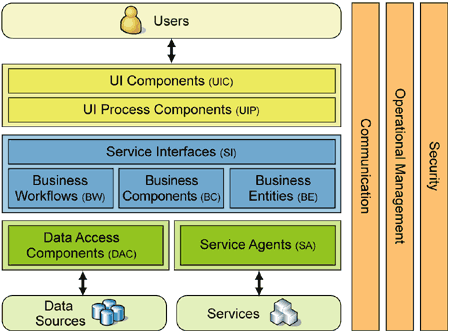 Users
UI Components (UIC)
UI Process Components (UIP)
Service Interfaces (SI)
Business
Workflows (BW)
Business
Components (BC)
Business
Entities (BE)
Data Access
Components (DAC)
Service Agents (SA)
Data
Sources
Services
Communication
Operational Management
Security